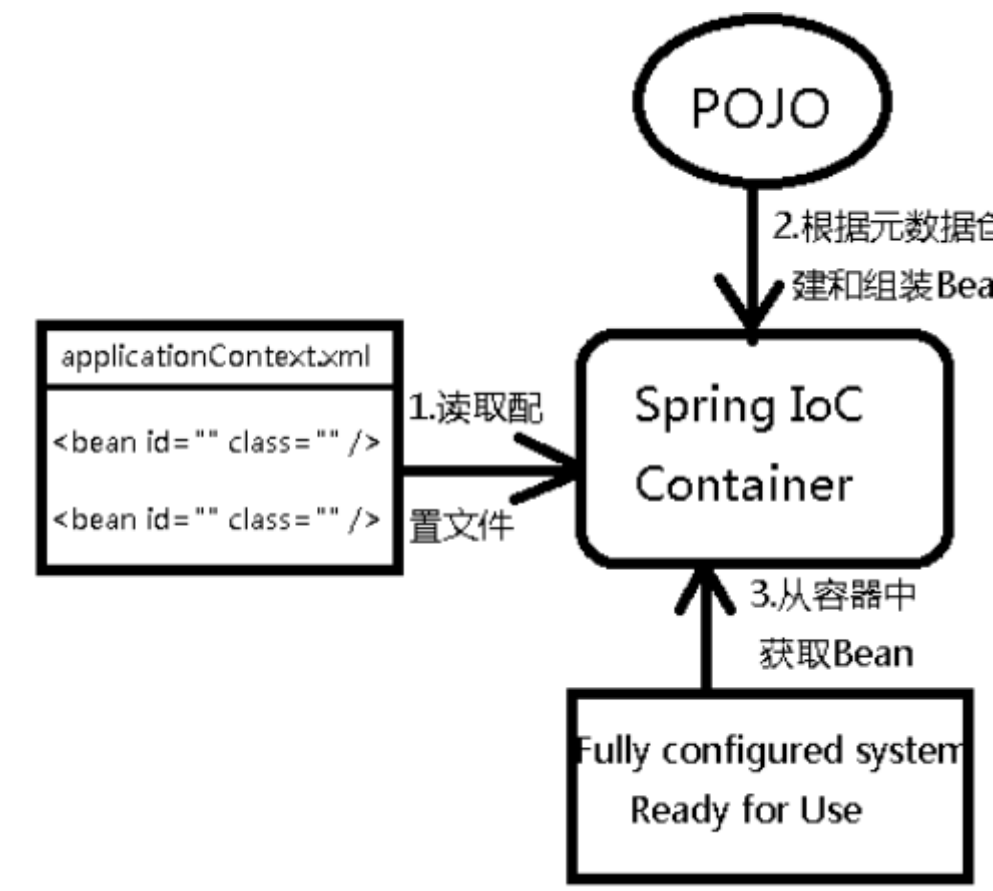 POJO
2.根据元数据创
建和组装Bea
applicationContext.xml
<bean id="" class="" />
<bean id="" class="" />
1.读取配
置文件
Spring IoC
Container
3.从容器中
获取Bean
Fully configured system
Ready for Use